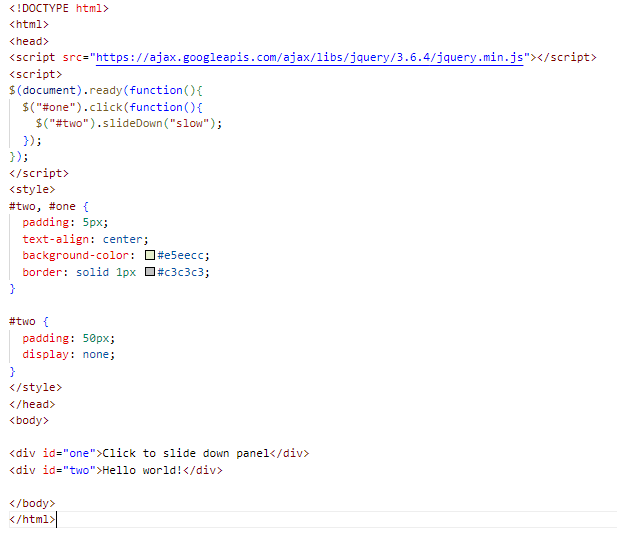 <!DOCTYPE html>
<html>
<head>
<script src="https://ajax.googleapis.com/ajax/libs/jquery/3.6.4/jquery.min.js"></script>
<script>
$(document).ready(function(){
  $("#one").click(function(){
    $("#two").slideDown("slow");
  });
});
</script>
<style>
#two, #one {
  padding: 5px;
  text-align: center;
  background-color: #e5eecc;
  border: solid 1px #c3c3c3;
}

#two {
  padding: 50px;
  display: none;
}
</style>
</head>
<body>

<div id="one">Click to slide down panel</div>
<div id="two">Hello world!</div>

</body>
</html>